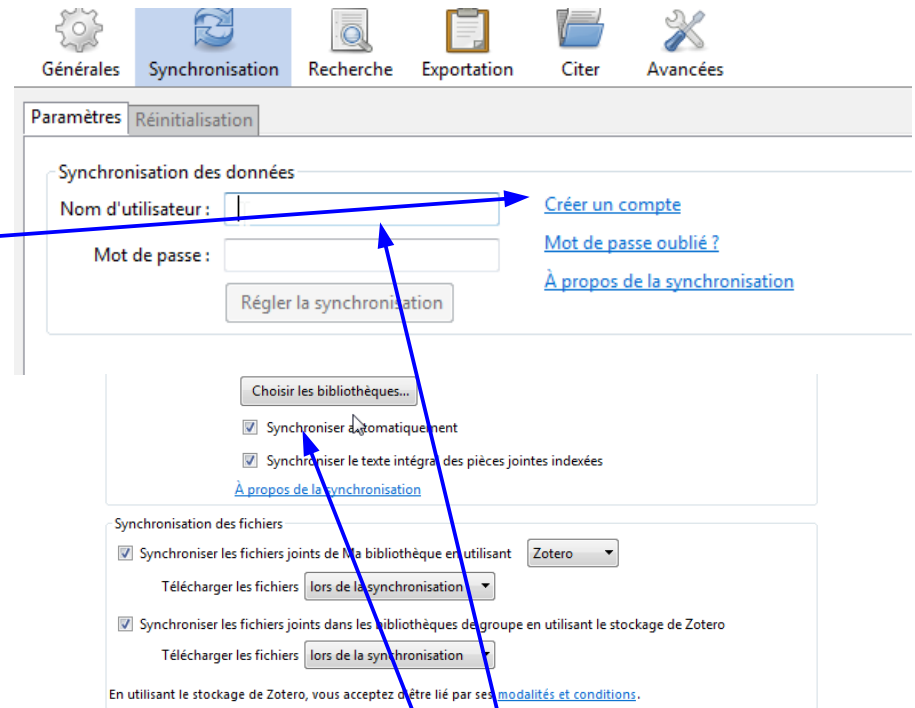 Générales Synchronisation Recherche Exportation Citer Avancées
Paramètres Réinitialisation
Synchronisation des données
Nom d'utilisateur : Créer un compte
Mot de passe oublié ?
Mot de passe :
À propos de la synchronisation
Régler la synchronisation
Choisir les bibliothèques...
Synchroniser automatiquement
Synchroniser le texte intégral des pièces jointes indexées
À propos de la synchronisation
Synchronisation des fichiers
Synchroniser les fichiers joints de Ma bibliothèque en utilisant Zotero
Télécharger les fichiers lors de la synchronisation
Synchroniser les fichiers joints dans les bibliothèques de groupe en utilisant le stockage de Zotero
Télécharger les fichiers lors de la synchronisation
En utilisant le stockage de Zotero, vous acceptez d'être lié par ses modalités et conditions.